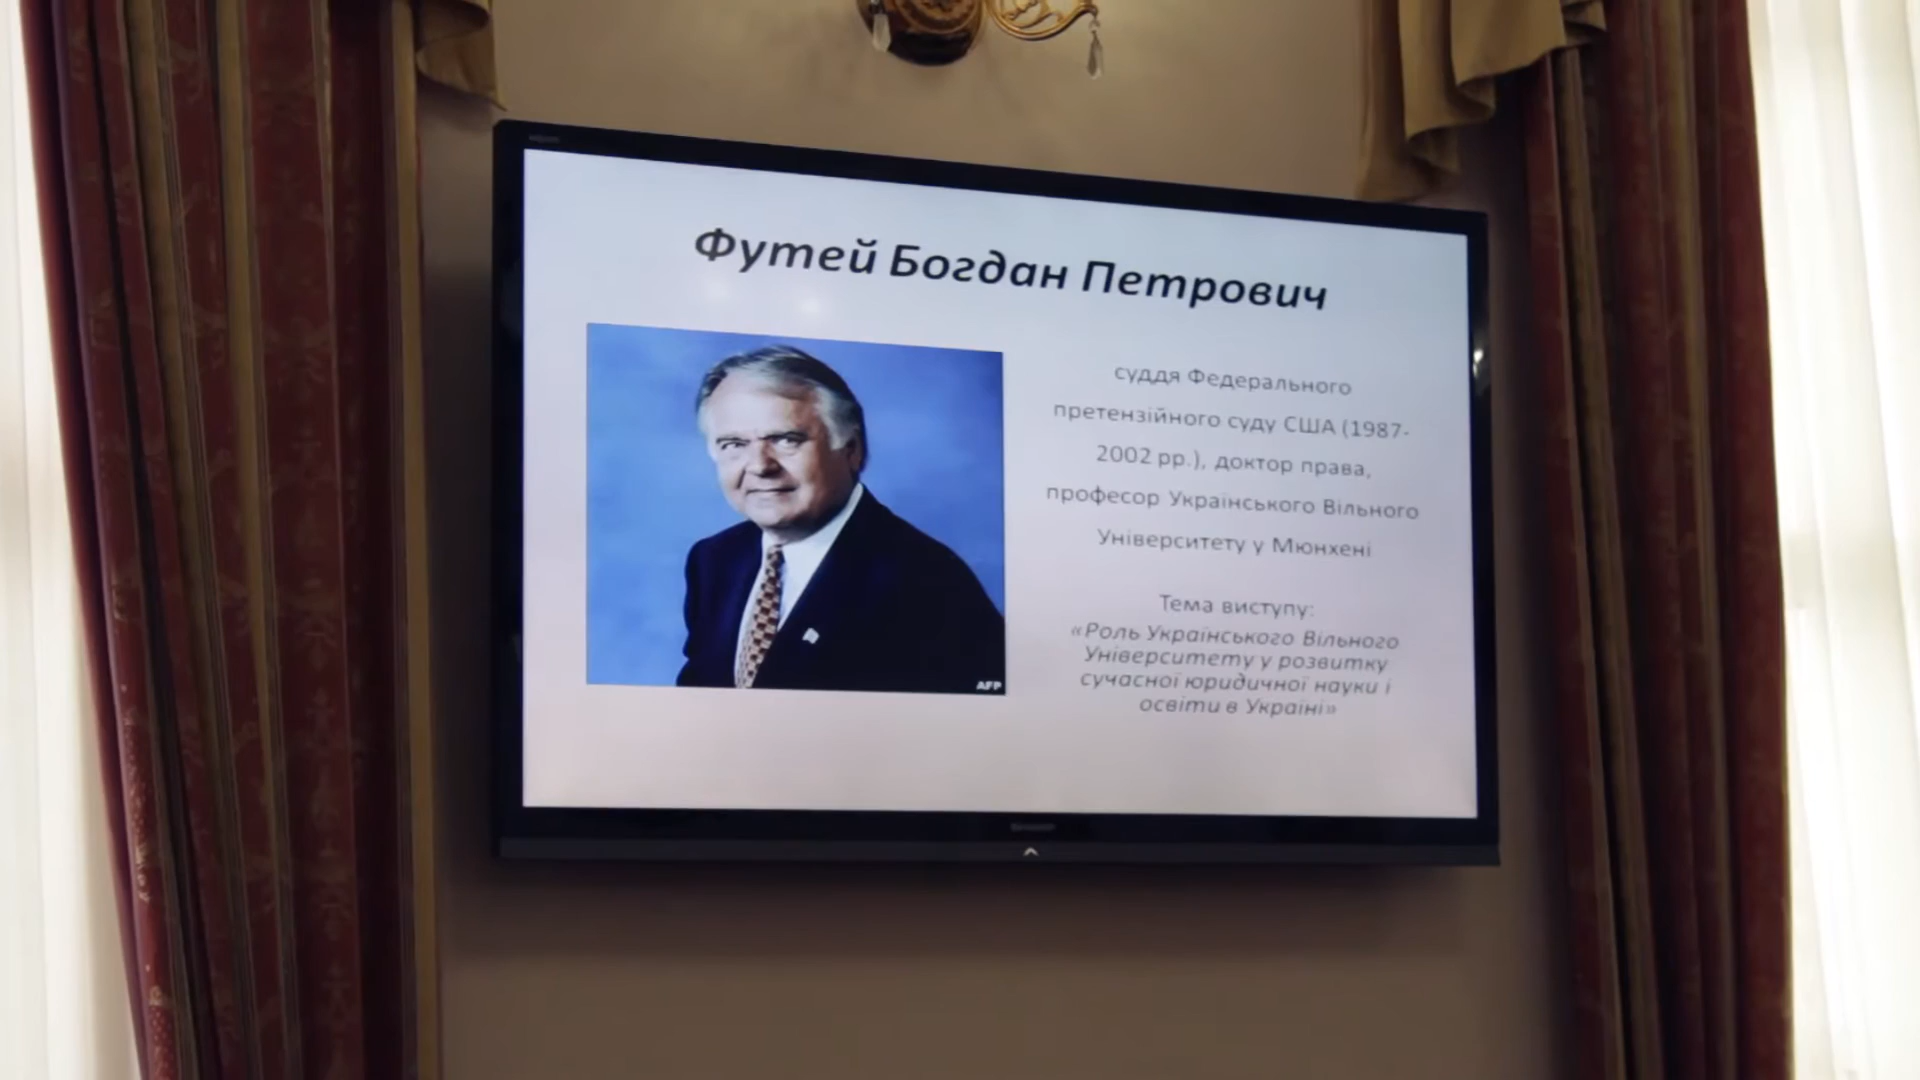 Футей Богдан Петрович
суддя Федерального
претензійного суду США (1987-
2002 рр.), доктор права,
професор Українського Вільного
Університету у Мюнхені
Тема виступу:
«Роль Українського Вільного
Університету у розвитку
сучасної юридичної науки і
освіти в Україні»
AFP